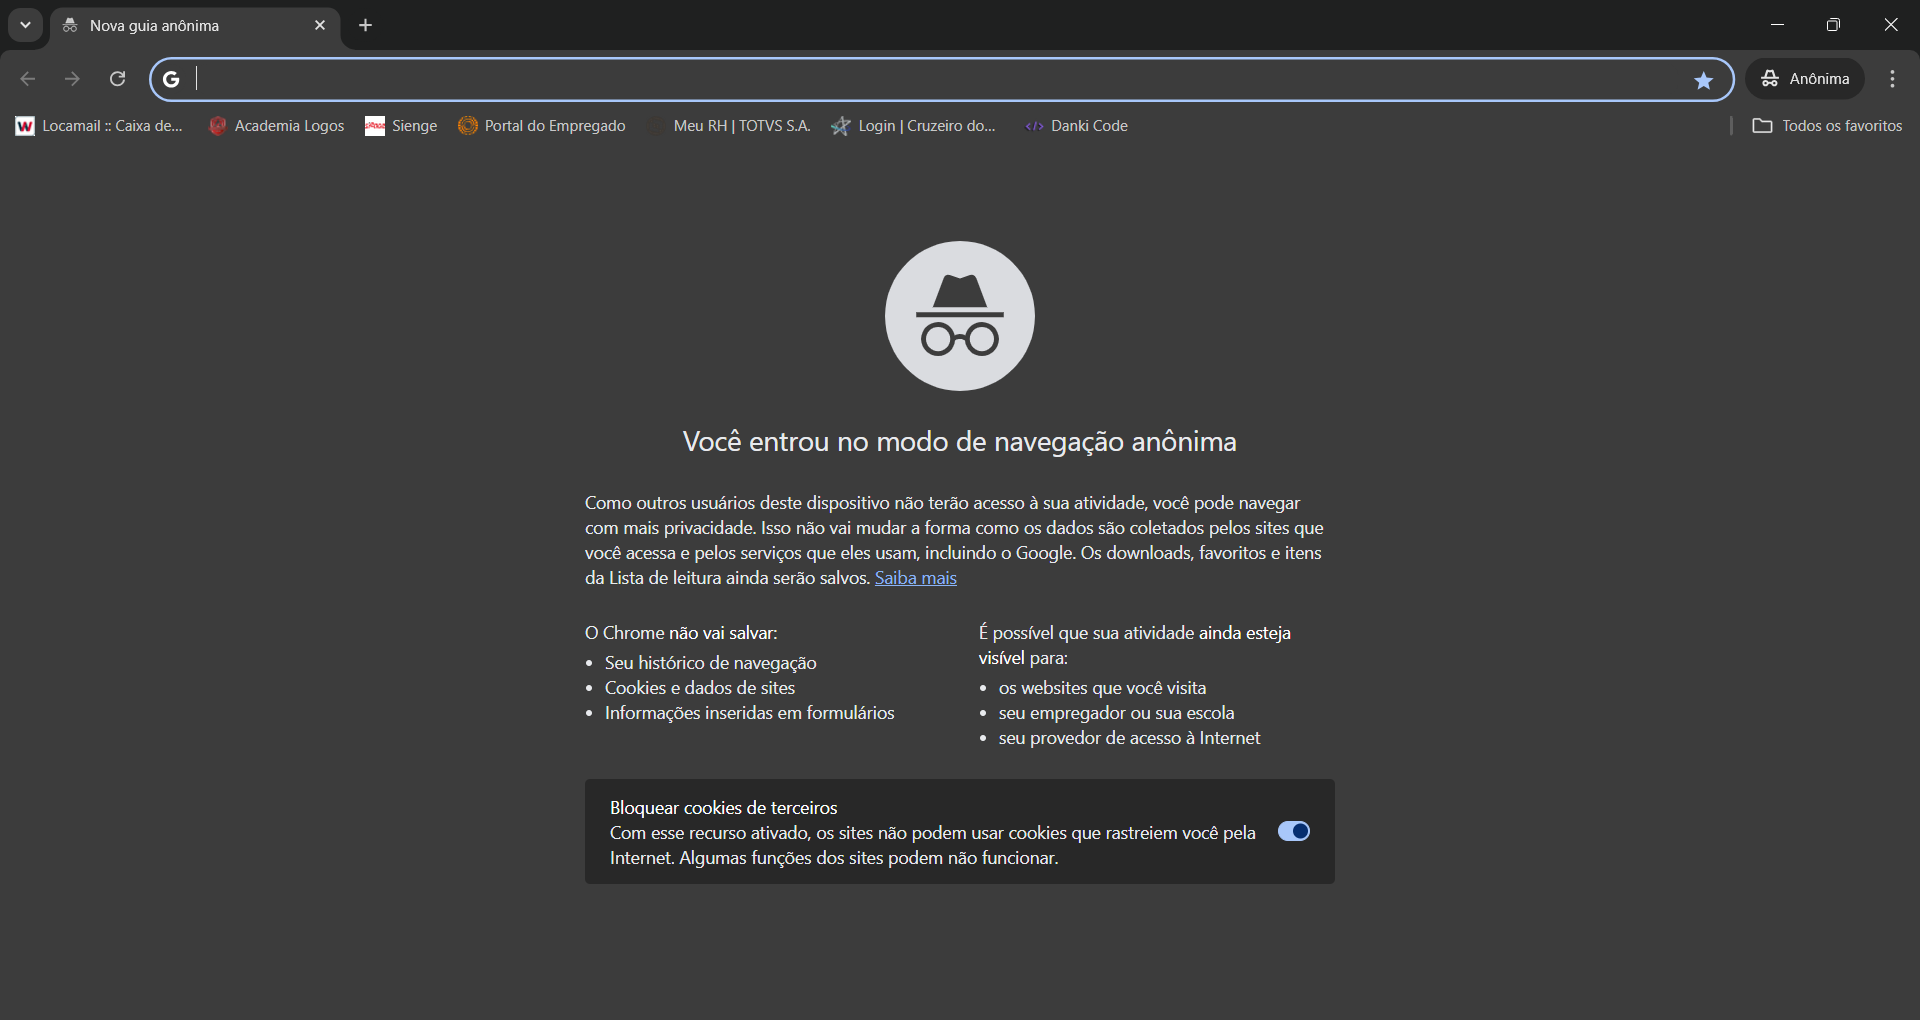 Nova guia anônima
Anônima
Locamail :: Caixa de... Academia Logos Sienge Portal do Empregado Meu RH | TOTVS S.A. Login | Cruzeiro do... Danki Code Todos os favoritos
Você entrou no modo de navegação anônima
Como outros usuários deste dispositivo não terão acesso à sua atividade, você pode navegar
com mais privacidade. Isso não vai mudar a forma como os dados são coletados pelos sites que
você acessa e pelos serviços que eles usam, incluindo o Google. Os downloads, favoritos e itens
da Lista de leitura ainda serão salvos. Saiba mais
O Chrome não vai salvar:
• Seu histórico de navegação
• Cookies e dados de sites
• Informações inseridas em formulários
É possível que sua atividade ainda esteja
visível para:
• os websites que você visita
• seu empregador ou sua escola
• seu provedor de acesso à Internet
Bloquear cookies de terceiros
Com esse recurso ativado, os sites não podem usar cookies que rastreiem você pela
Internet. Algumas funções dos sites podem não funcionar.